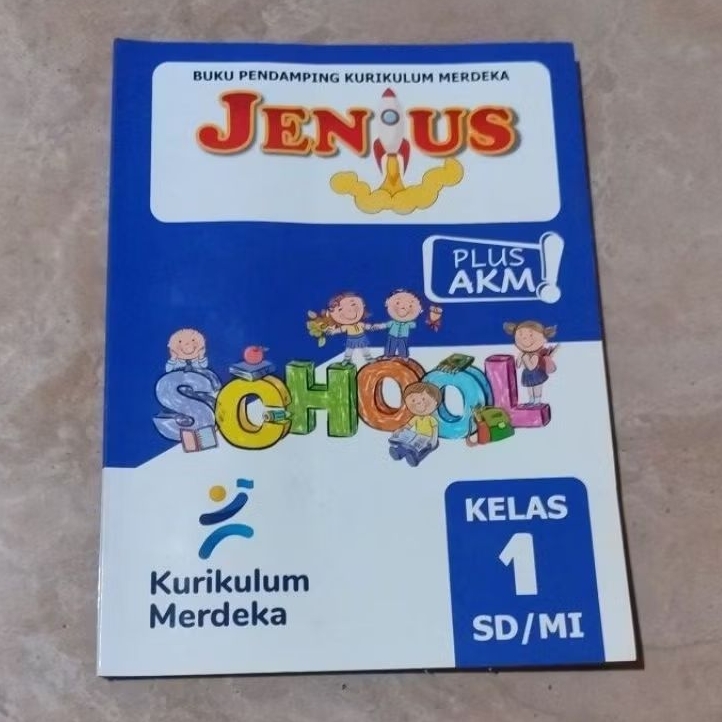 BUKU PENDAMPING KURIKULUM MERDEKA
JENIUS
PLUS
AKM!
SCHOOL
Kurikulum
Merdeka
KELAS
1
SD/MI